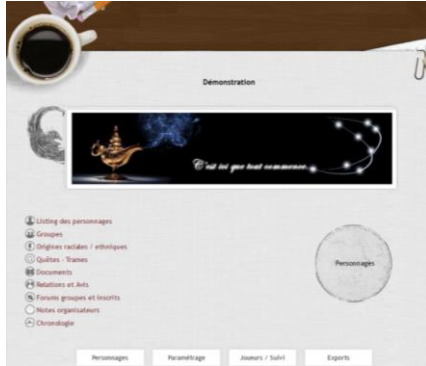 Démonstration
C'est ici que tout commence...
Listing des personnages
Groupes
Origines raciales / ethniques
Quêtes - Trames
Documents
Relations et Avis
Forums groupes et inscrits
Notes organisateurs
Chronologie
Personnages
Personnages
Paramétrage
Joueurs / Suivi
Exports